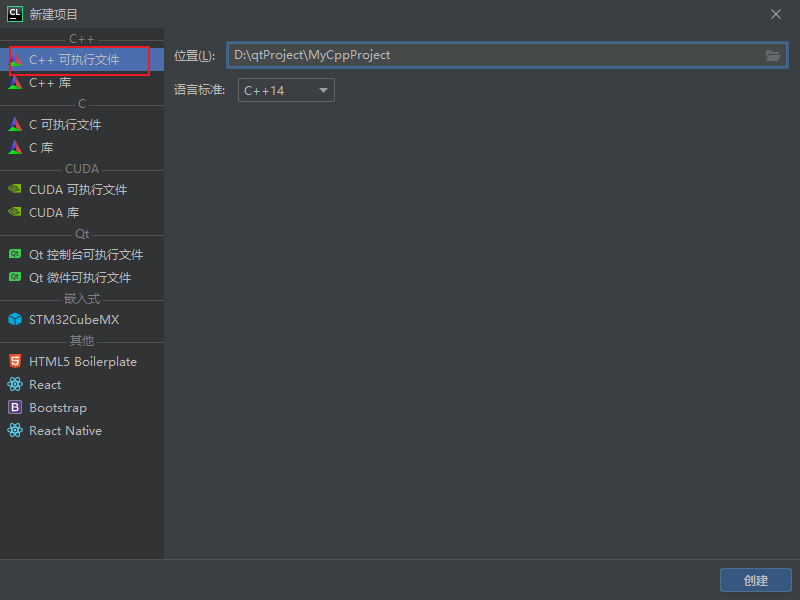 CL 新建项目
C++
C++ 可执行文件
C++ 库
C
C 可执行文件
C 库
CUDA
CUDA 可执行文件
CUDA 库
Qt
Qt 控制台可执行文件
Qt 微件可执行文件
嵌入式
STM32CubeMX
其他
5 HTML5 Boilerplate
React
B Bootstrap
React Native
位置(L): D:\qtProject\MyCppProject
语言标准: C++14
创建